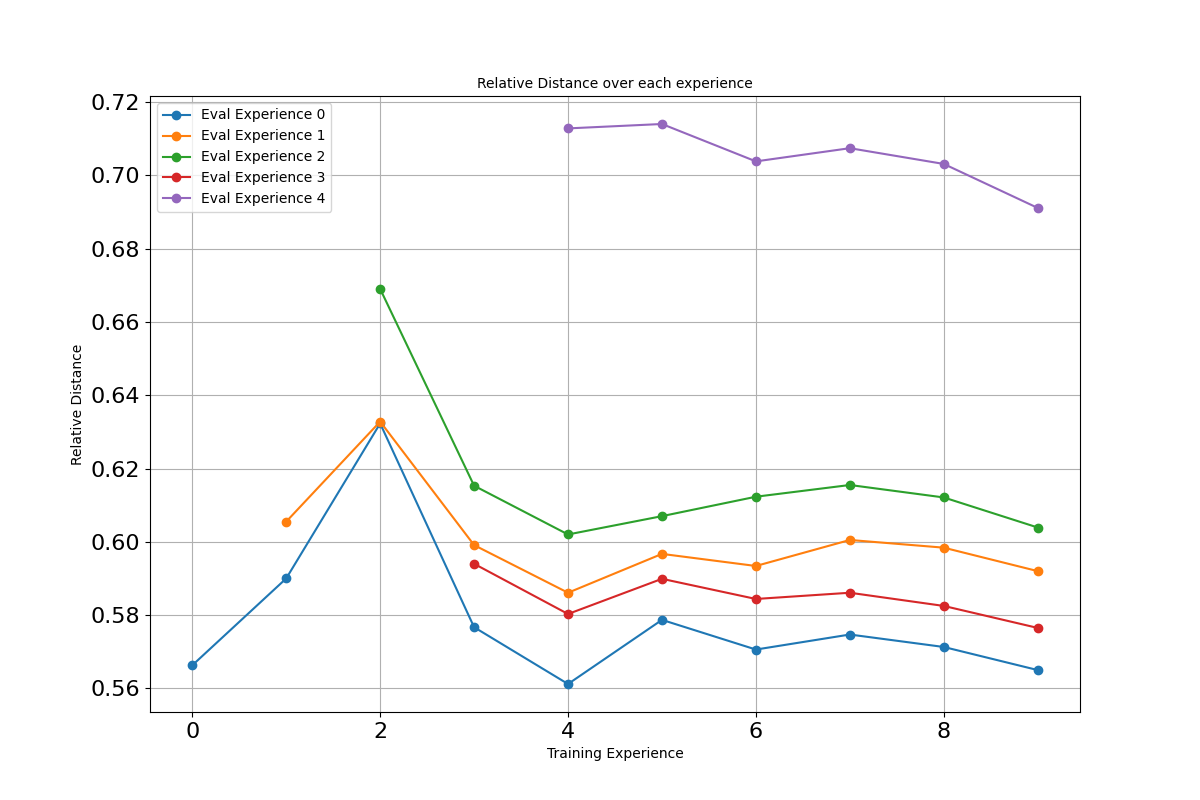 Relative Distance over each experience
Eval Experience 0
Eval Experience 1
Eval Experience 2
Eval Experience 3
Eval Experience 4
Relative Distance
0.72
0.70
0.68
0.66
0.64
0.62
0.60
0.58
0.56
0 2 4 6 8
Training Experience